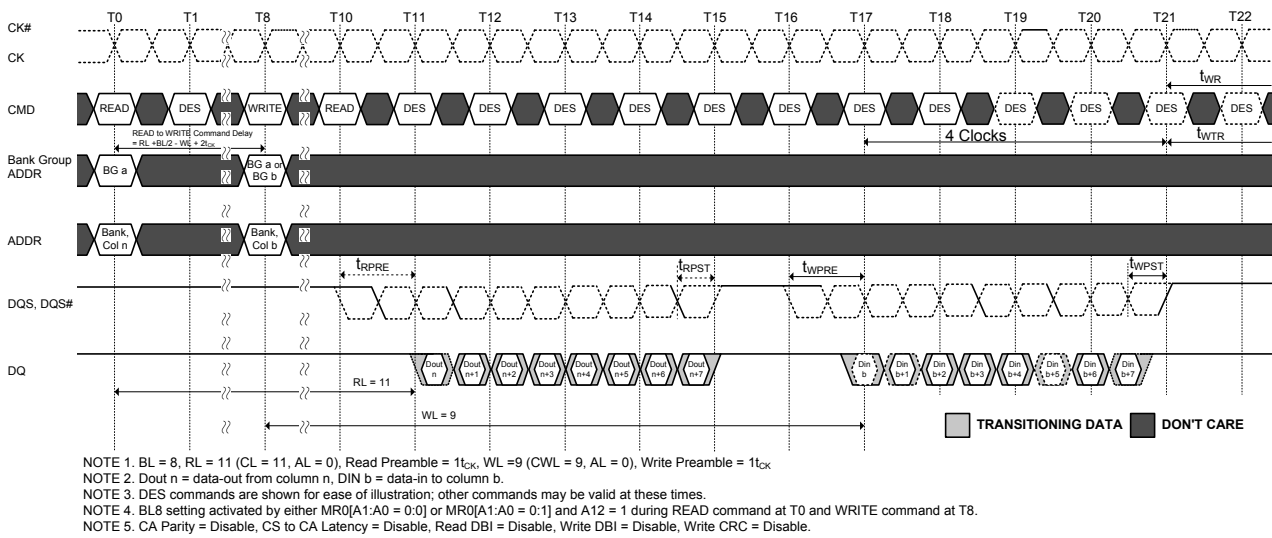 T0 T1 T8 T10 T11 T12 T13 T14 T15 T16 T17 T18 T19 T20 T21 T22
CK#
CK
tWR
CMD READ DES WRITE READ DES DES DES DES DES DES DES DES DES DES DES DES
READ to WRITE Command Delay
= RL +BL/2 - WL + 2tCK
4 Clocks
tWTR
Bank Group
ADDR
BG a
BG a or
BG b
ADDR
Bank,
Col n
Bank,
Col b
tRPRE tRPST tWPRE tWPST
DQS, DQS#
DQ
Dout
n
Dout
n+1
Dout
n+2
Dout
n+3
Dout
n+4
Dout
n+5
Dout
n+6
Dout
n+7
Din
b
Din
b+1
Din
b+2
Din
b+3
Din
b+4
Din
b+5
Din
b+6
Din
b+7
RL = 11
WL = 9
TRANSITIONING DATA DON'T CARE
NOTE 1. BL = 8, RL = 11 (CL = 11, AL = 0), Read Preamble = 1tCK, WL =9 (CWL = 9, AL = 0), Write Preamble = 1tCK
NOTE 2. Dout n = data-out from column n, DIN b = data-in to column b.
NOTE 3. DES commands are shown for ease of illustration; other commands may be valid at these times.
NOTE 4. BL8 setting activated by either MR0[A1:A0 = 0:0] or MR0[A1:A0 = 0:1] and A12 = 1 during READ command at T0 and WRITE command at T8.
NOTE 5. CA Parity = Disable, CS to CA Latency = Disable, Read DBI = Disable, Write DBI = Disable, Write CRC = Disable.